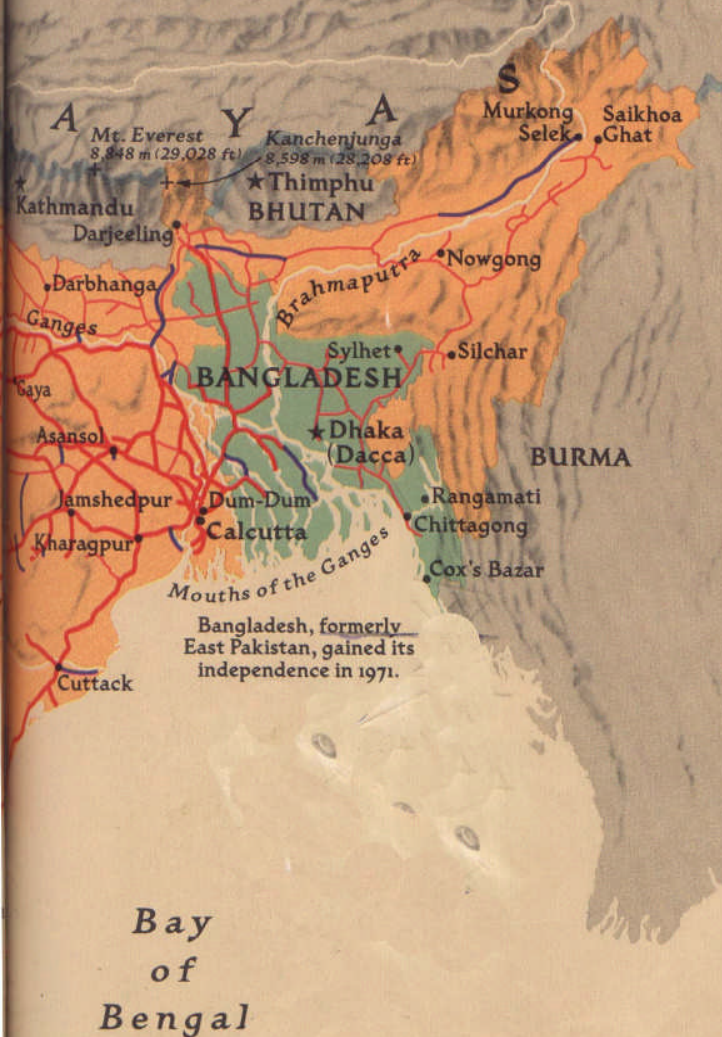 A Y A S
Murkong
Selek
Saikhoa
Ghat
Mt. Everest
8,848 m (29,028 ft)
Kanchenjunga
8,598 m (28,208 ft)
Kathmandu
Thimphu
BHUTAN
Darjeeling
Nowgong
Brahmaputra
Darbhanga
Ganges
Sylhet
Silchar
BANGLADESH
Gaya
Dhaka
(Dacca)
Asansol
BURMA
Jamshedpur
Dum-Dum
Rangamati
Calcutta
Chittagong
Kharagpur
Mouths of the Ganges
Cox's Bazar
Bangladesh, formerly
East Pakistan, gained its
independence in 1971.
Cuttack
Bay
of
Bengal